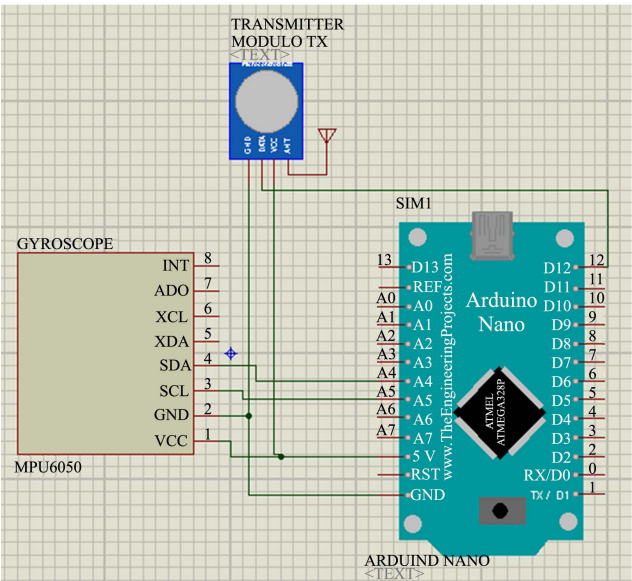 TRANSMITTER
MODULO TX
<TEXT>
GND DATA VCC ANT
SIM1
GYROSCOPE
INT 8
ADO 7
XCL 6
XDA 5
SDA 4
SCL 3
GND 2
VCC 1
MPU6050
13 D13
REF
A0 A0
A1 A1
A2 A2
A3 A3
A4 A4
A5 A5
A6 A6
A7 A7
5 V
RST
GND
www.TheEngineeringProjects.com
Arduino
Nano
ATMEL
ATMEGA328P
D12 12
D11 11
D10 10
D9 9
D8 8
D7 7
D6 6
D5 5
D4 4
D3 3
D2 2
RX/D0 0
TX/ D1 1
ARDUIND NANO
<TEXT>